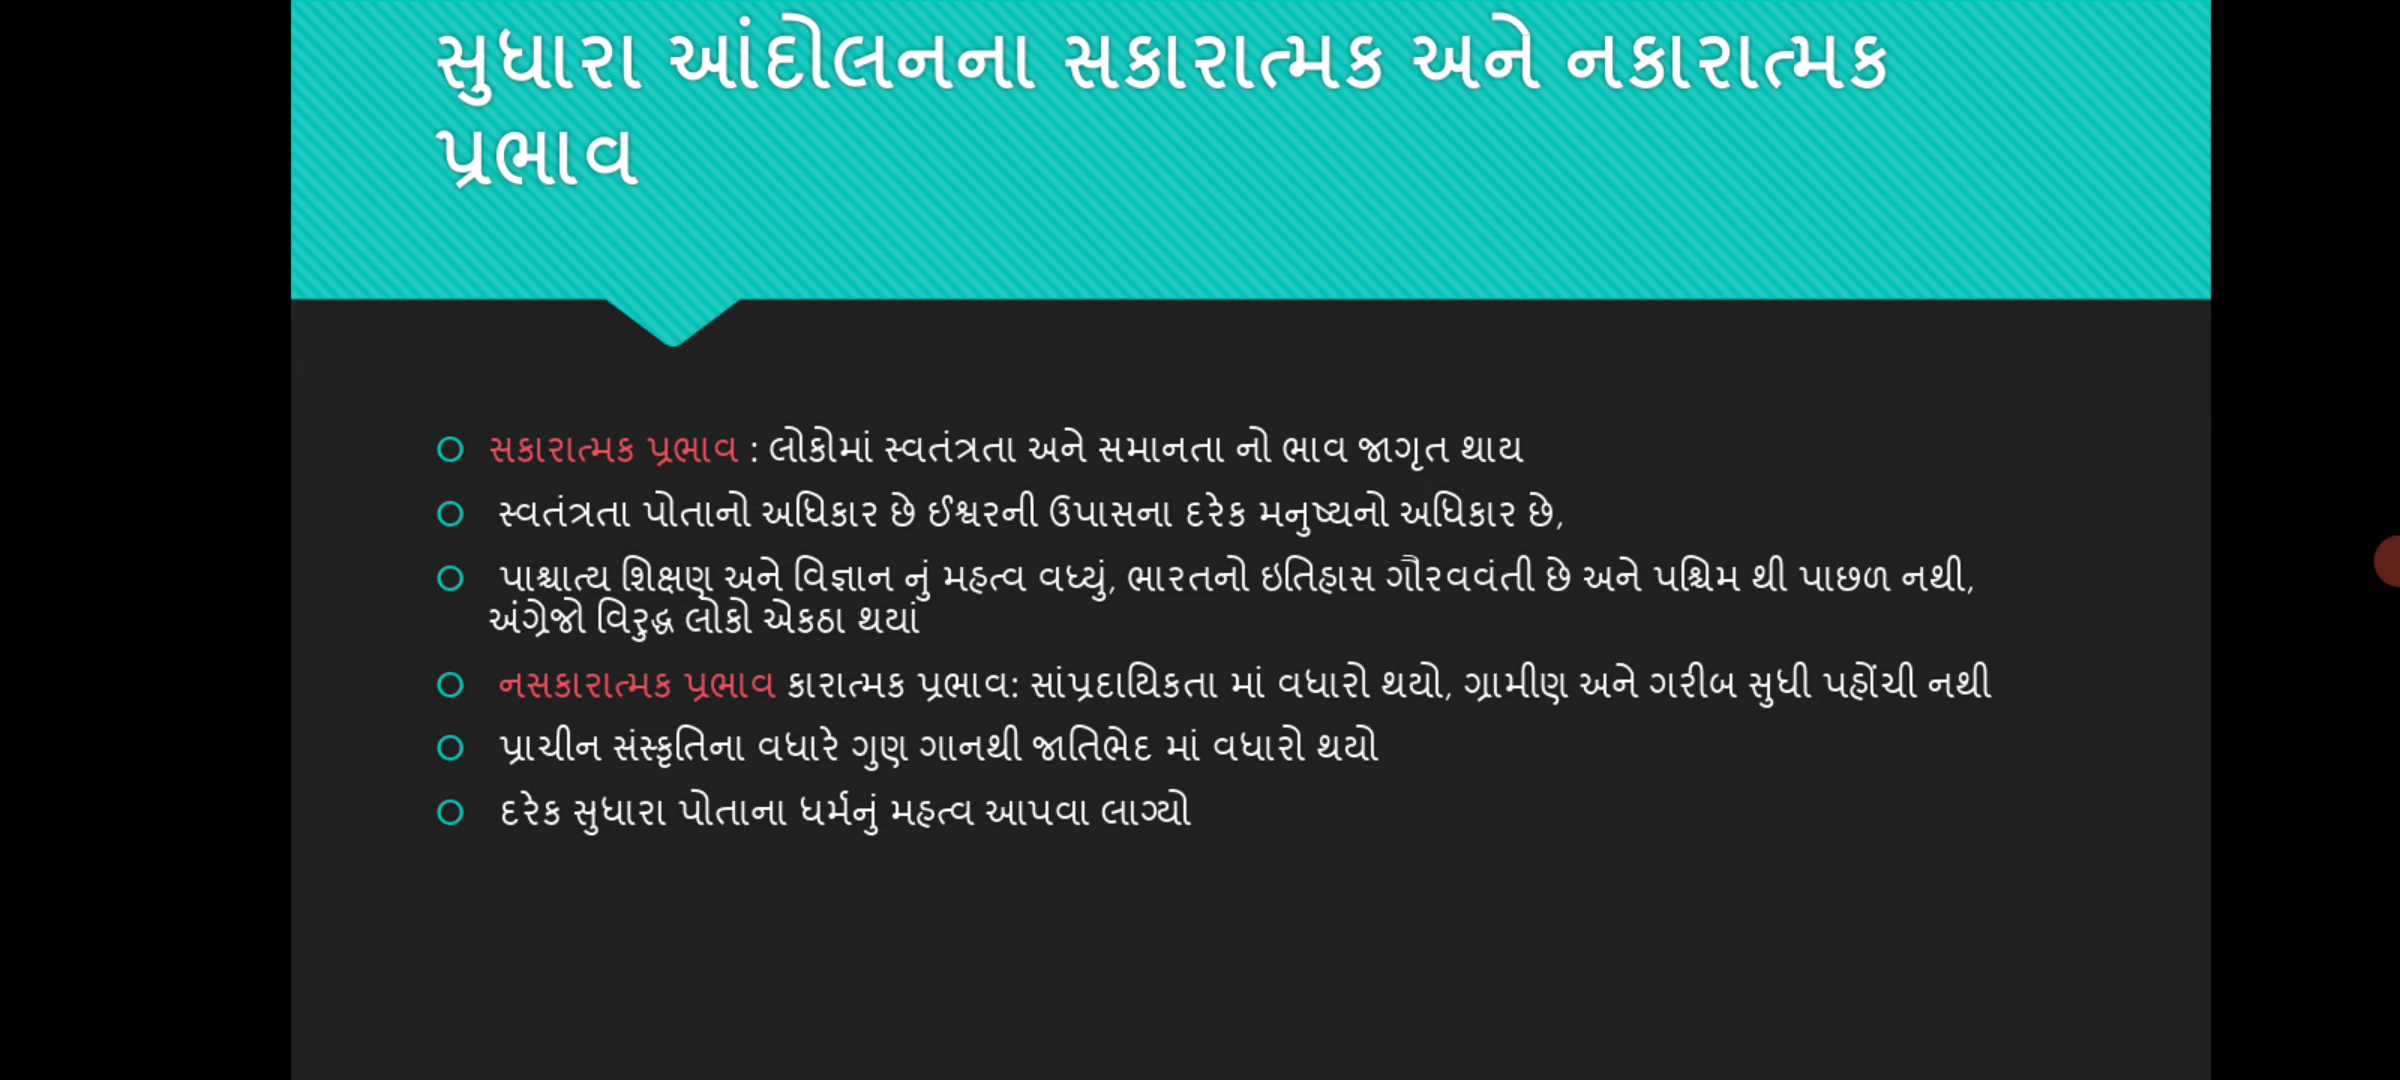 સુધારા આંદોલનના સકારાત્મક અને નકારાત્મક
પ્રભાવ
સકારાત્મક પ્રભાવ : લોકોમાં સ્વતંત્રતા અને સમાનતા નો ભાવ જાગૃત થાય
સ્વતંત્રતા પોતાનો અધિકાર છે ઈશ્વરની ઉપાસના દરેક મનુષ્યનો અધિકાર છે,
પાશ્ચાત્ય શિક્ષણ અને વિજ્ઞાન નું મહત્વ વધ્યું, ભારતનો ઇતિહાસ ગૌરવવંતી છે અને પશ્ચિમ થી પાછળ નથી,
અંગ્રેજો વિરુદ્ધ લોકો એકઠા થયાં
નસકારાત્મક પ્રભાવ કારાત્મક પ્રભાવ: સાંપ્રદાયિકતા માં વધારો થયો, ગ્રામીણ અને ગરીબ સુધી પહોંચી નથી
પ્રાચીન સંસ્કૃતિના વધારે ગુણ ગાનથી જાતિભેદ માં વધારો થયો
દરેક સુધારા પોતાના ધર્મનું મહત્વ આપવા લાગ્યો